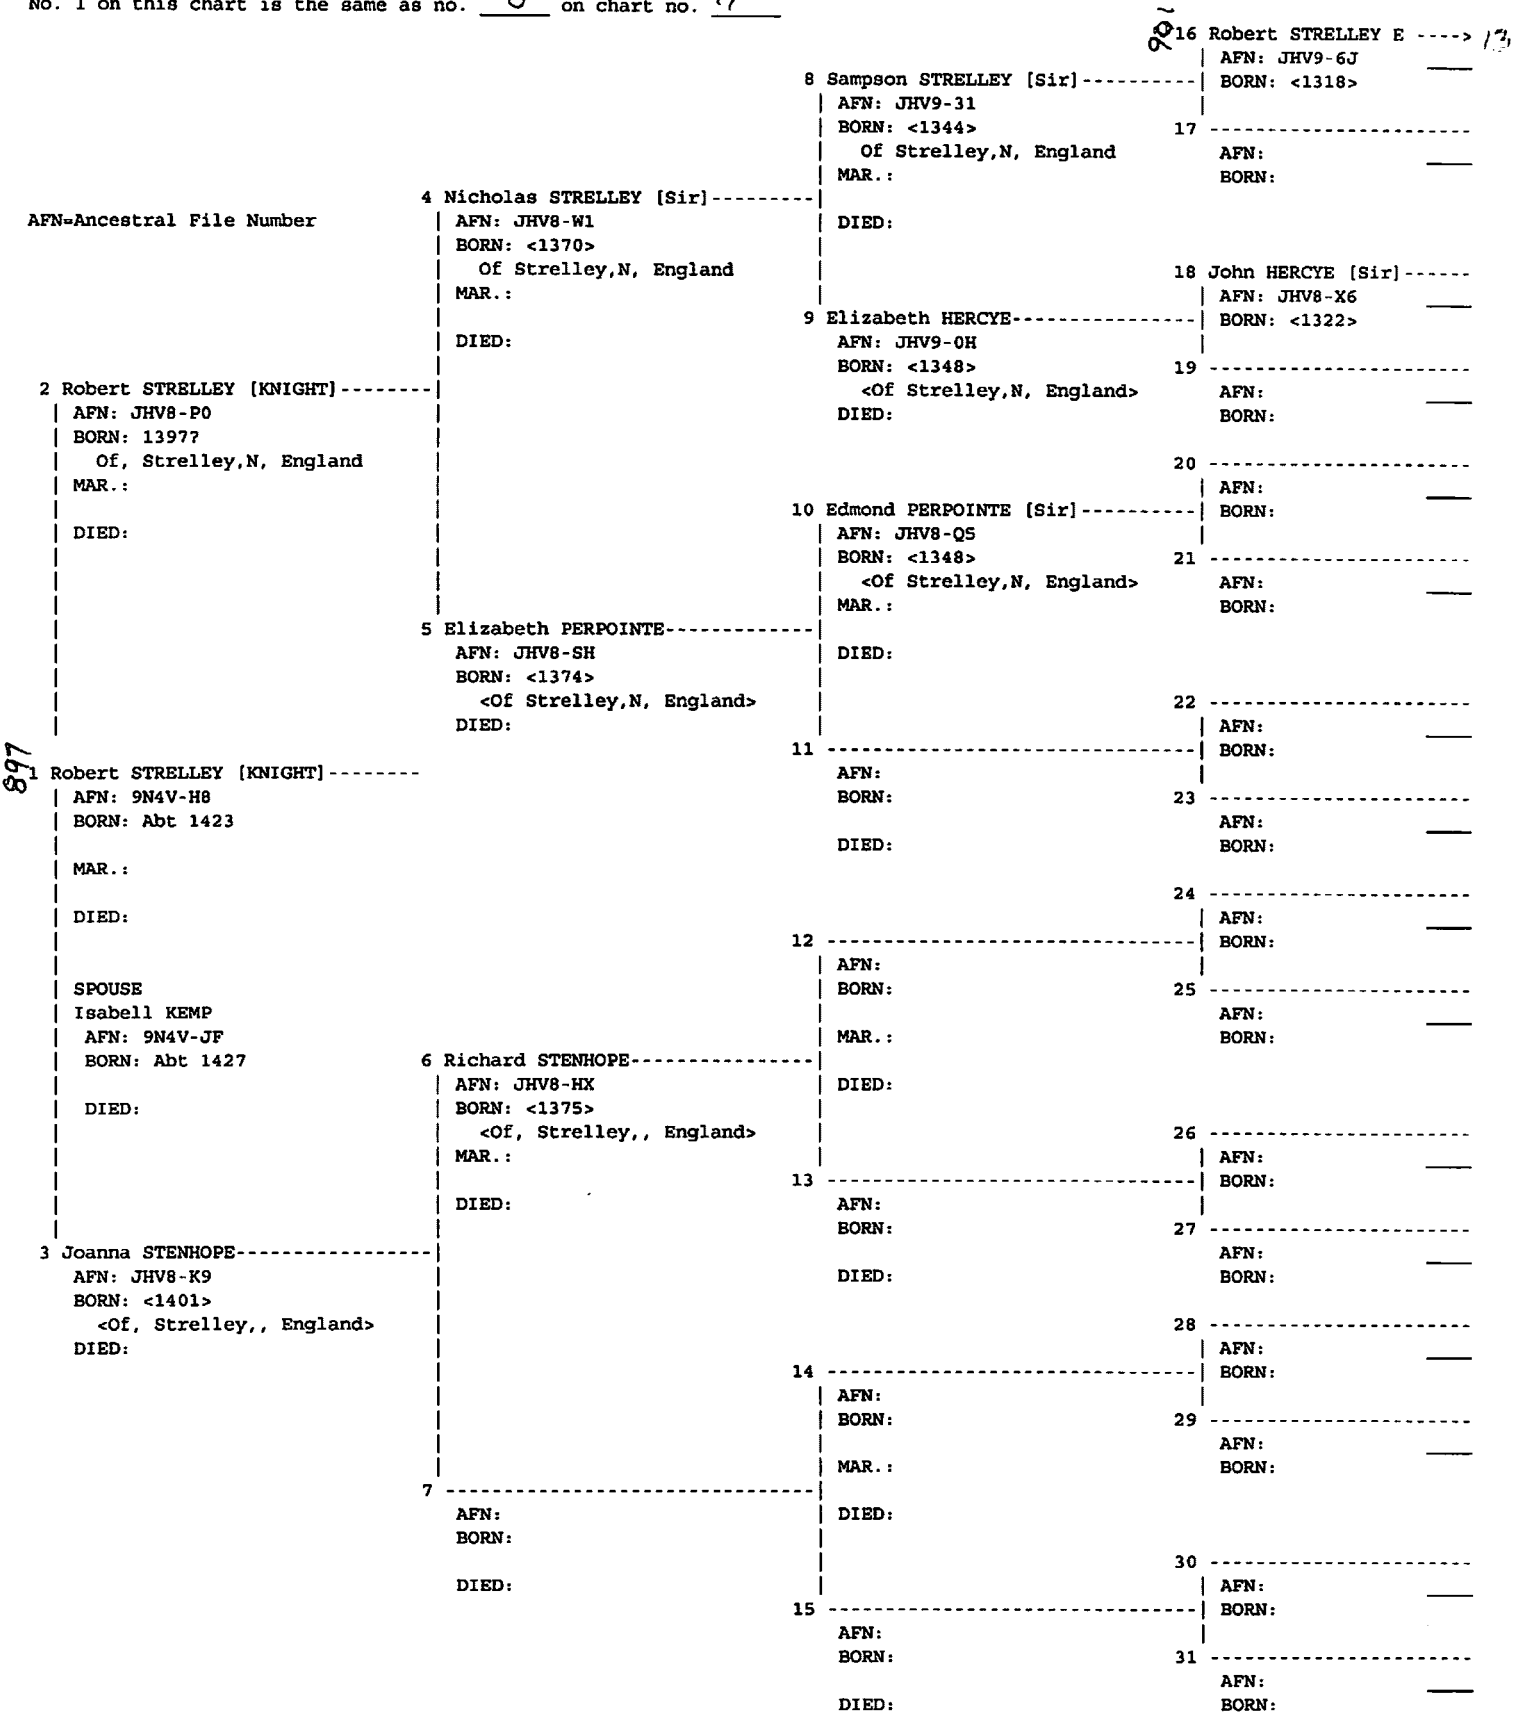 No. 1 on this chart is the same as no. on chart no.
16 Robert STRELLEY E ----> 13
AFN: JHV9-6J
BORN: <1318>
8 Sampson STRELLEY [Sir]
AFN: JHV9-31
BORN: <1344>
Of Strelley,N, England
MAR.:
DIED:
17
AFN:
BORN:
4 Nicholas STRELLEY [Sir]
AFN: JHV8-W1
BORN: <1370>
Of Strelley,N, England
MAR.:
DIED:
AFN=Ancestral File Number
18 John HERCYE [Sir]
AFN: JHV8-X6
BORN: <1322>
9 Elizabeth HERCYE
AFN: JHV9-0H
BORN: <1348>
<Of Strelley,N, England>
DIED:
19
AFN:
BORN:
2 Robert STRELLEY [KNIGHT]
AFN: JHV8-P0
BORN: 1397?
Of, Strelley,N, England
MAR.:
DIED:
20
AFN:
BORN:
10 Edmond PERPOINTE [Sir]
AFN: JHV8-Q5
BORN: <1348>
<Of Strelley,N, England>
MAR.:
DIED:
21
AFN:
BORN:
5 Elizabeth PERPOINTE
AFN: JHV8-SH
BORN: <1374>
<Of Strelley,N, England>
DIED:
22
AFN:
BORN:
11
AFN:
BORN:
DIED:
23
AFN:
BORN:
897
1 Robert STRELLEY [KNIGHT]
AFN: 9N4V-H8
BORN: Abt 1423
MAR.:
DIED:
SPOUSE
Isabell KEMP
AFN: 9N4V-JF
BORN: Abt 1427
DIED:
24
AFN:
BORN:
12
AFN:
BORN:
MAR.:
DIED:
25
AFN:
BORN:
6 Richard STENHOPE
AFN: JHV8-HX
BORN: <1375>
<Of, Strelley,, England>
MAR.:
DIED:
26
AFN:
BORN:
13
AFN:
BORN:
DIED:
27
AFN:
BORN:
3 Joanna STENHOPE
AFN: JHV8-K9
BORN: <1401>
<Of, Strelley,, England>
DIED:
28
AFN:
BORN:
14
AFN:
BORN:
MAR.:
DIED:
29
AFN:
BORN:
7
AFN:
BORN:
DIED:
30
AFN:
BORN:
15
AFN:
BORN:
DIED:
31
AFN:
BORN: